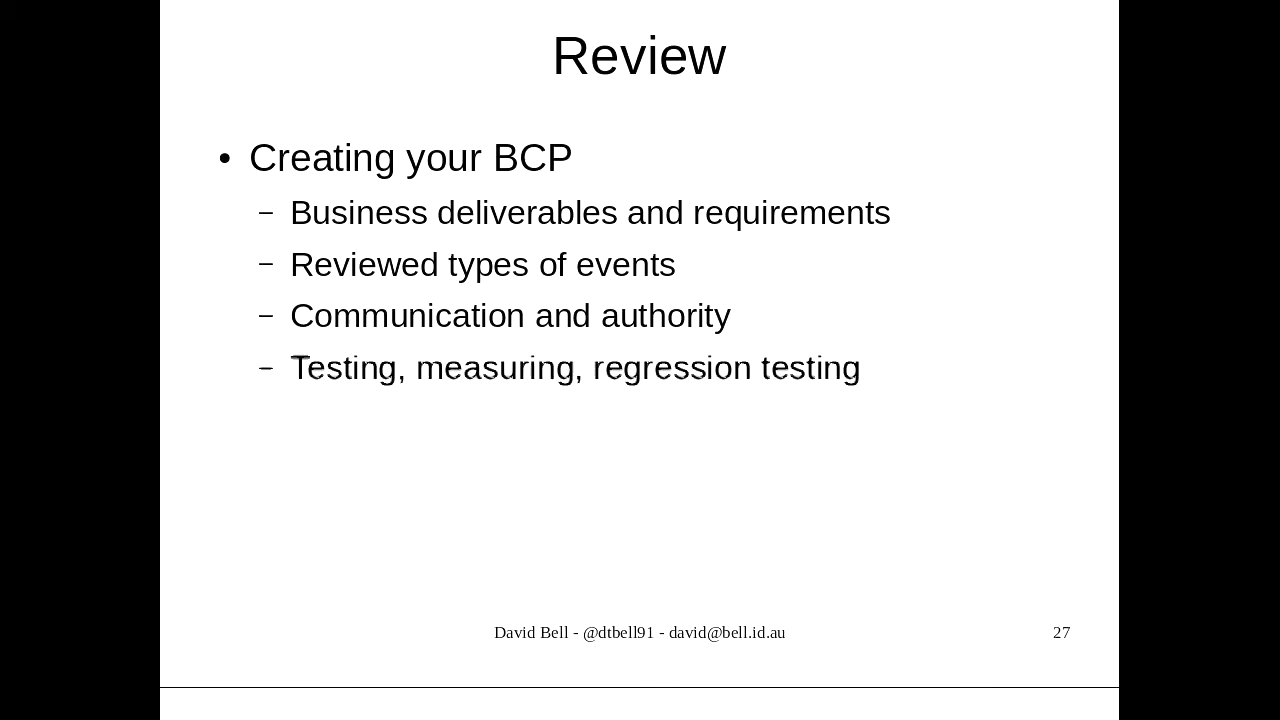 Review
• Creating your BCP
– Business deliverables and requirements
– Reviewed types of events
– Communication and authority
– Testing, measuring, regression testing
David Bell - @dtbell91 - david@bell.id.au
27